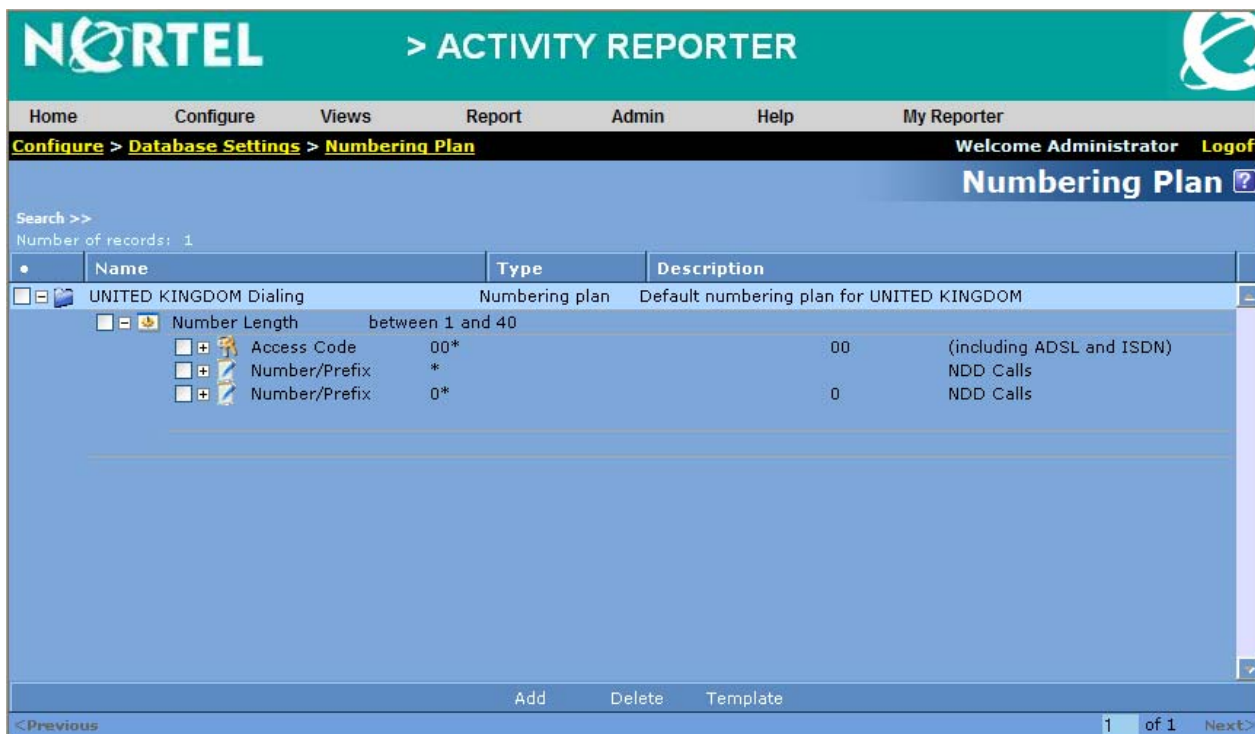 NORTEL > ACTIVITY REPORTER
Home Configure Views Report Admin Help My Reporter
Configure > Database Settings > Numbering Plan Welcome Administrator Logof
Numbering Plan ?
Search >>
Number of records: 1
Name Type Description
UNITED KINGDOM Dialing Numbering plan Default numbering plan for UNITED KINGDOM
Number Length between 1 and 40
Access Code 00* 00 (including ADSL and ISDN)
Number/Prefix * NDD Calls
Number/Prefix 0* 0 NDD Calls
Add Delete Template
<Previous 1 of 1 Next>